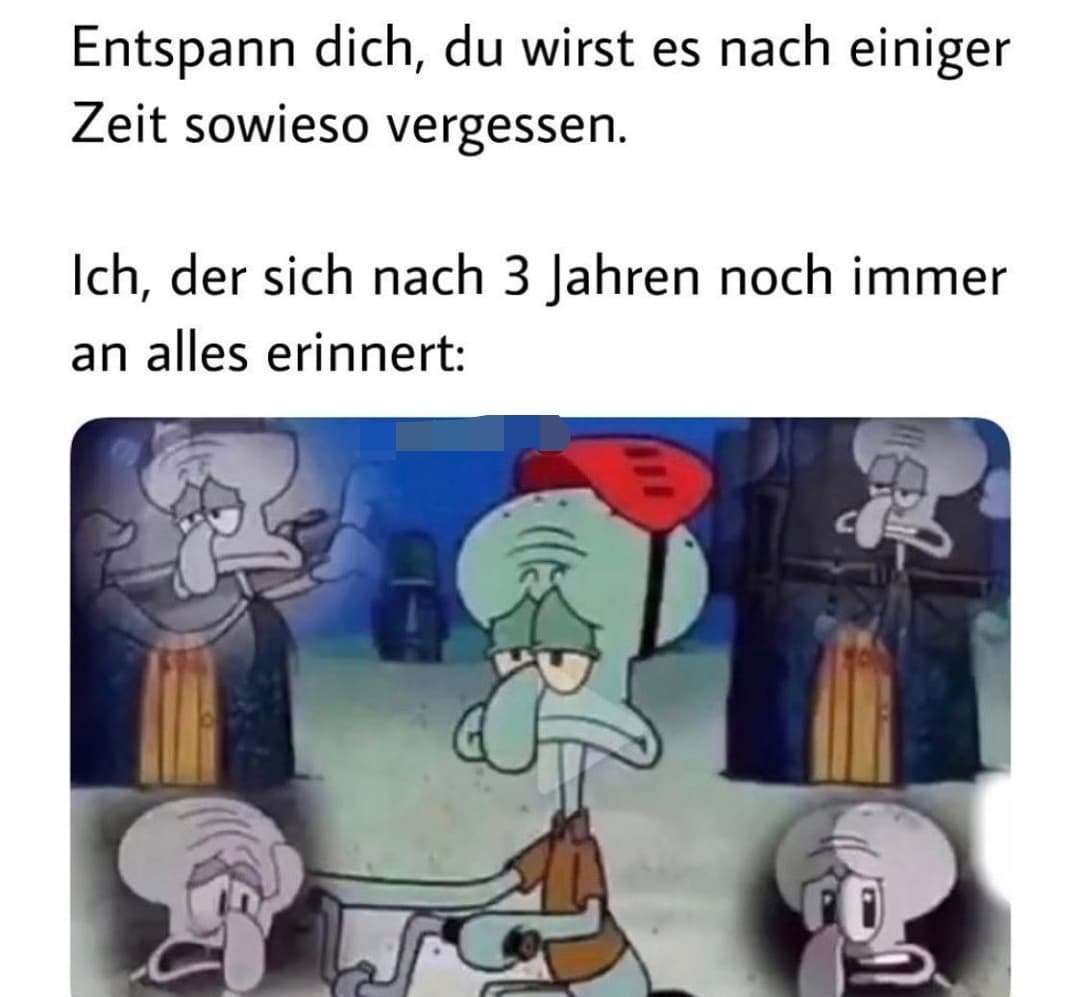 Entspann dich, du wirst es nach einiger
Zeit sowieso vergessen.
Ich, der sich nach 3 Jahren noch immer
an alles erinnert: